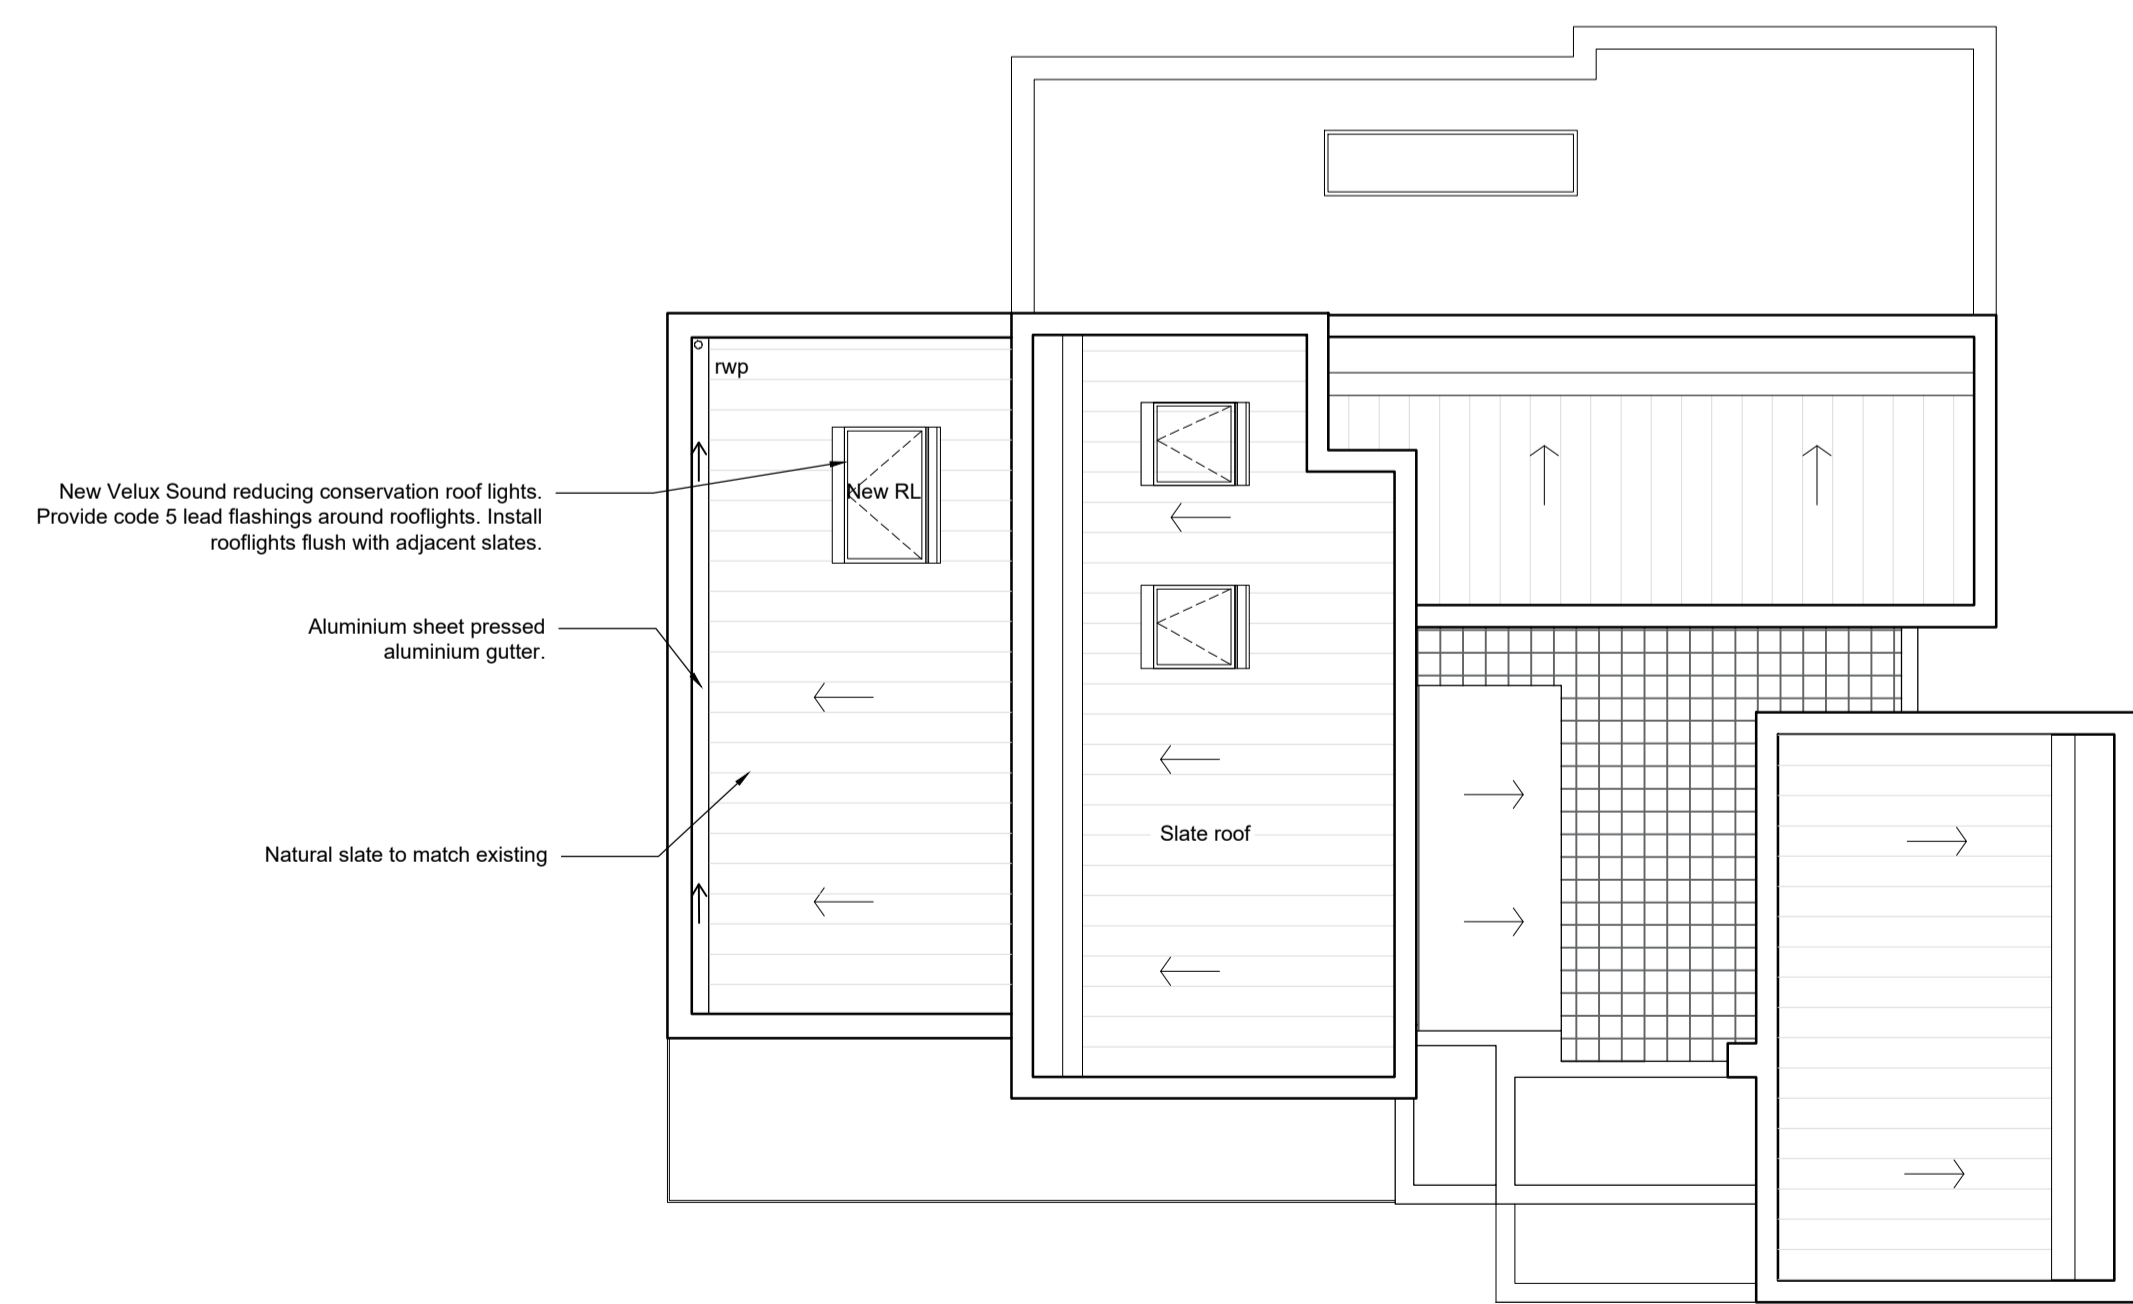 rwp
New Velux Sound reducing conservation roof lights.
Provide code 5 lead flashings around rooflights. Install
rooflights flush with adjacent slates.
New RL
Aluminium sheet pressed
aluminium gutter.
Slate roof
Natural slate to match existing